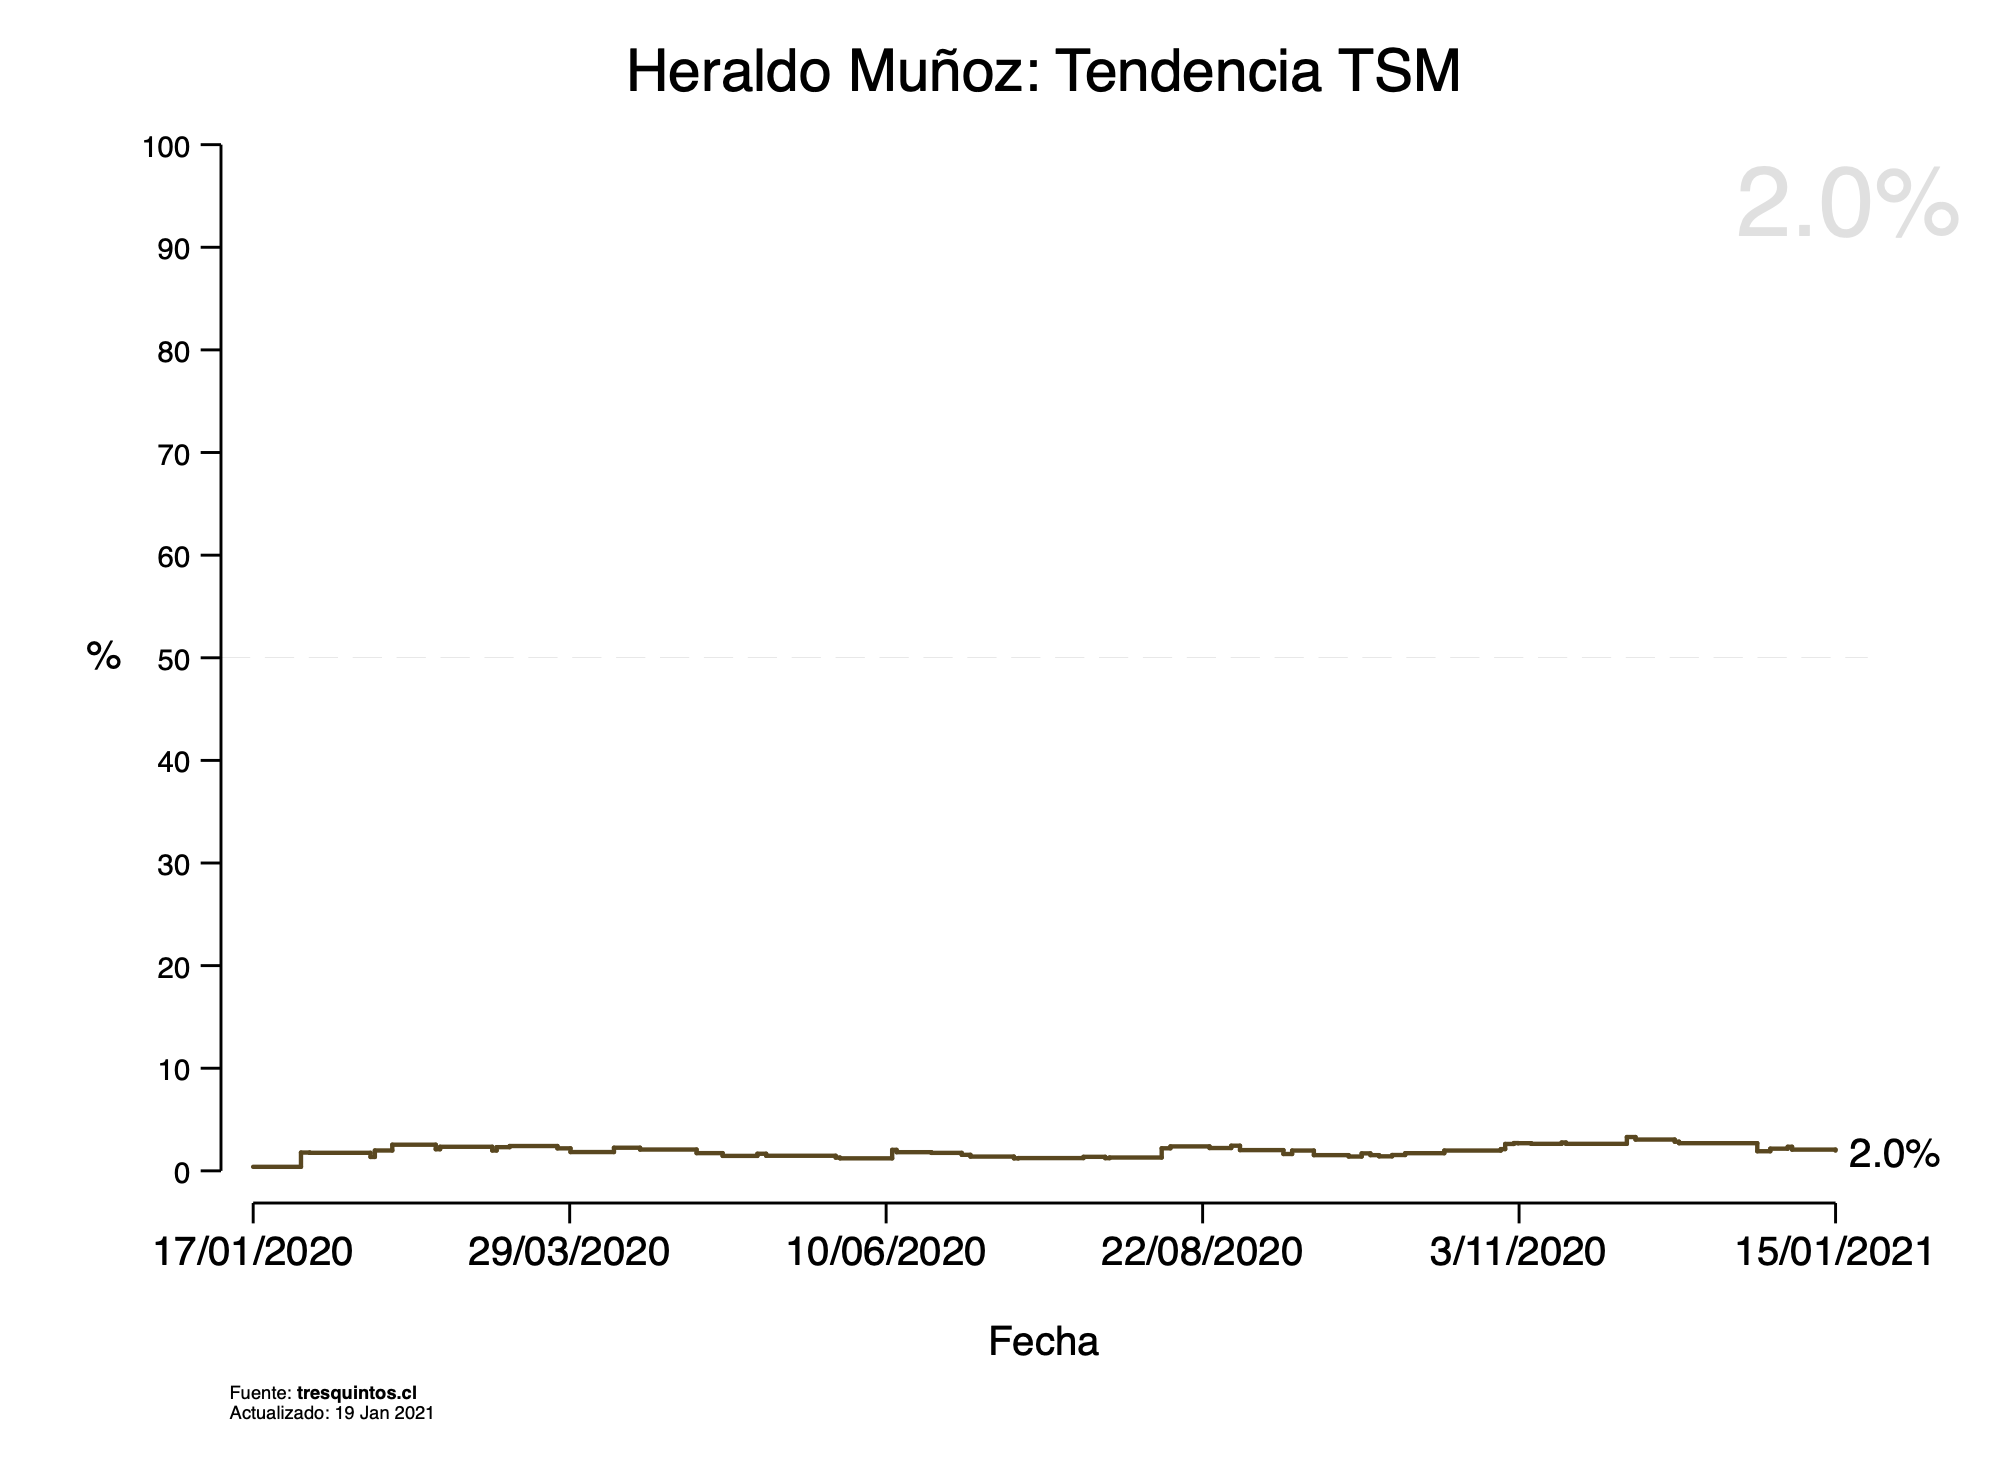 Heraldo Muñoz: Tendencia TSM
2.0%
100
90
80
70
60
50
40
30
20
10
0
%
2.0%
17/01/2020 29/03/2020 10/06/2020 22/08/2020 3/11/2020 15/01/2021
Fecha
Fuente: tresquintos.cl
Actualizado: 19 Jan 2021